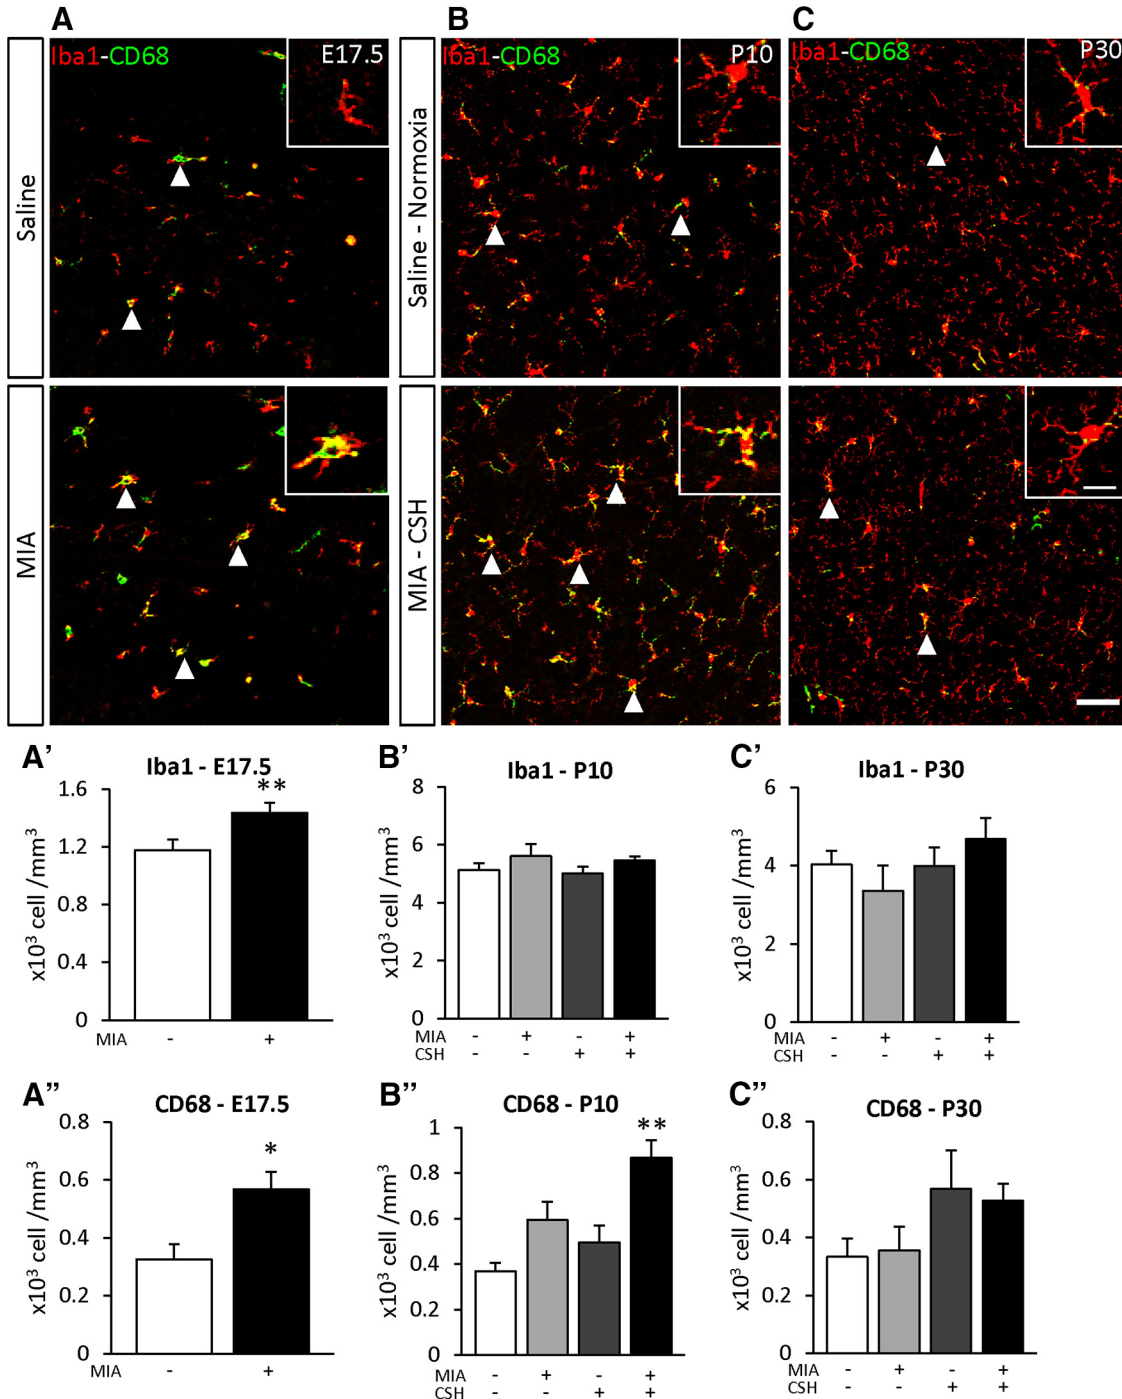 A
B
C
Iba1-CD68
E17.5
Iba1-CD68
P10
Iba1-CD68
P30
Saline
Saline - Normoxia
MIA
MIA - CSH
A'
Iba1 - E17.5
**
x10³ cell /mm³
1.6
1.2
0.8
0.4
0
MIA - +
B'
Iba1 - P10
x10³ cell /mm³
8
6
4
2
0
MIA - + - +
CSH - - + +
C'
Iba1 - P30
x10³ cell /mm³
6
4
2
0
MIA - + - +
CSH - - + +
A''
CD68 - E17.5
*
x10³ cell /mm³
0.8
0.6
0.4
0.2
0
MIA - +
B''
CD68 - P10
**
x10³ cell /mm³
1
0.8
0.6
0.4
0.2
0
MIA - + - +
CSH - - + +
C''
CD68 - P30
x10³ cell /mm³
0.8
0.6
0.4
0.2
0
MIA - + - +
CSH - - + +